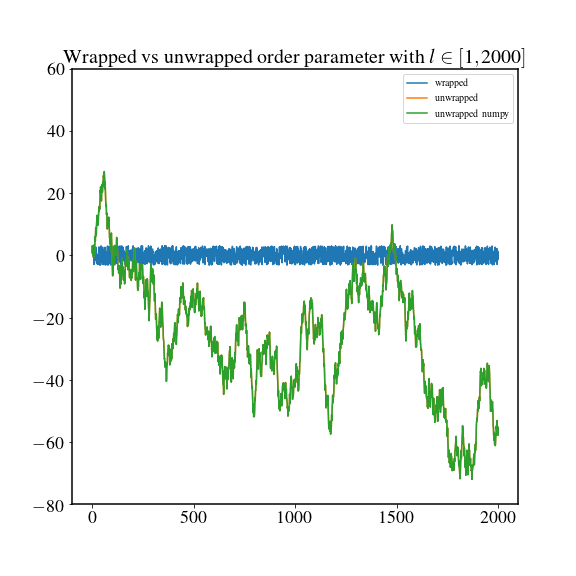 Wrapped vs unwrapped order parameter with l ∈ [1, 2000]
60
40
20
0
−20
−40
−60
−80
wrapped
unwrapped
unwrapped numpy
0 500 1000 1500 2000